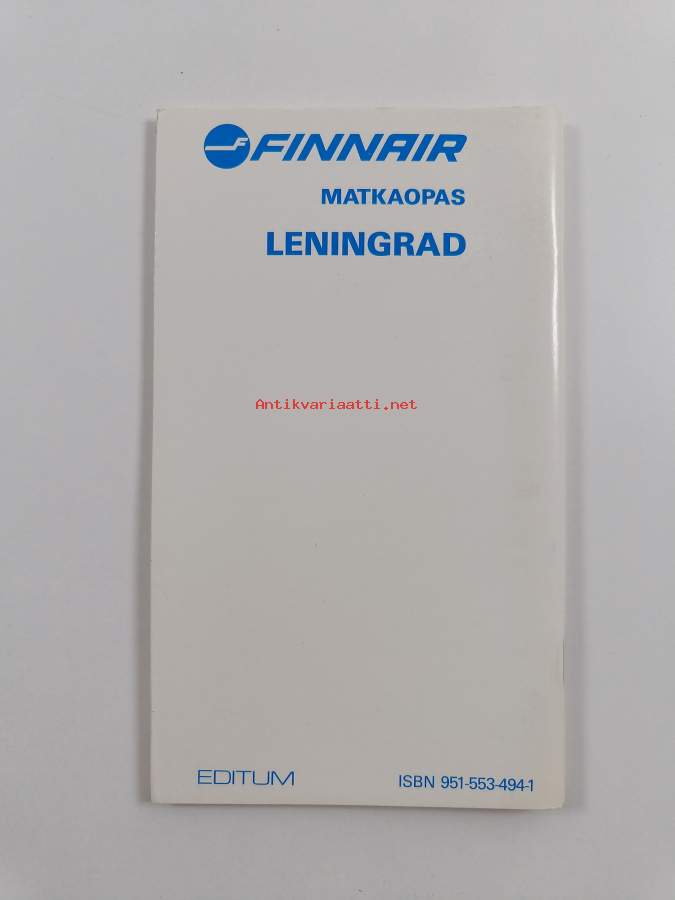 FINNAIR
MATKAOPAS
LENINGRAD
Antikvariaatti.net
EDITUM
ISBN 951-553-494-1